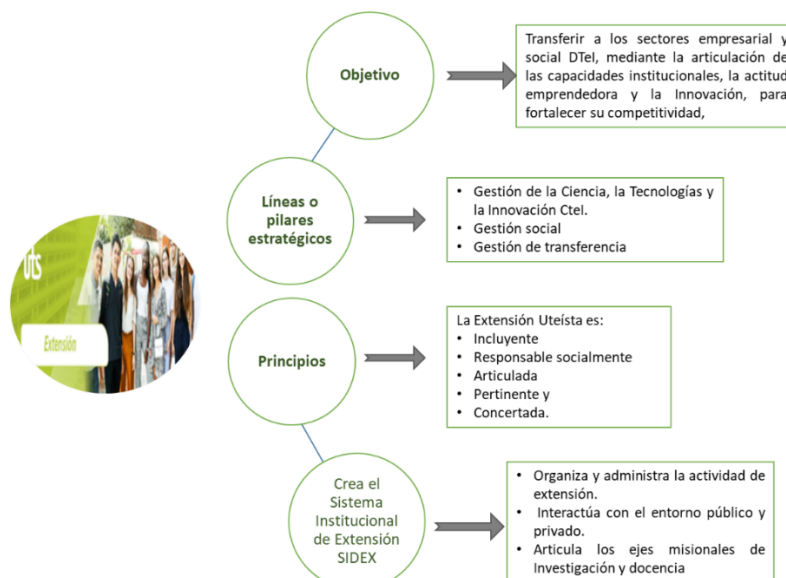 Objetivo
Transferir a los sectores empresarial y
social DTeI, mediante la articulación de
las capacidades institucionales, la actitud
emprendedora y la Innovación, para
fortalecer su competitividad,
Líneas o
pilares
estratégicos
• Gestión de la Ciencia, la Tecnologías y
la Innovación CteI.
• Gestión social
• Gestión de transferencia
uts
Extensión
Principios
La Extensión Uteísta es:
• Incluyente
• Responsable socialmente
• Articulada
• Pertinente y
• Concertada.
Crea el
Sistema
Institucional
de Extensión
SIDEX
• Organiza y administra la actividad de
extensión.
• Interactúa con el entorno público y
privado.
• Articula los ejes misionales de
Investigación y docencia